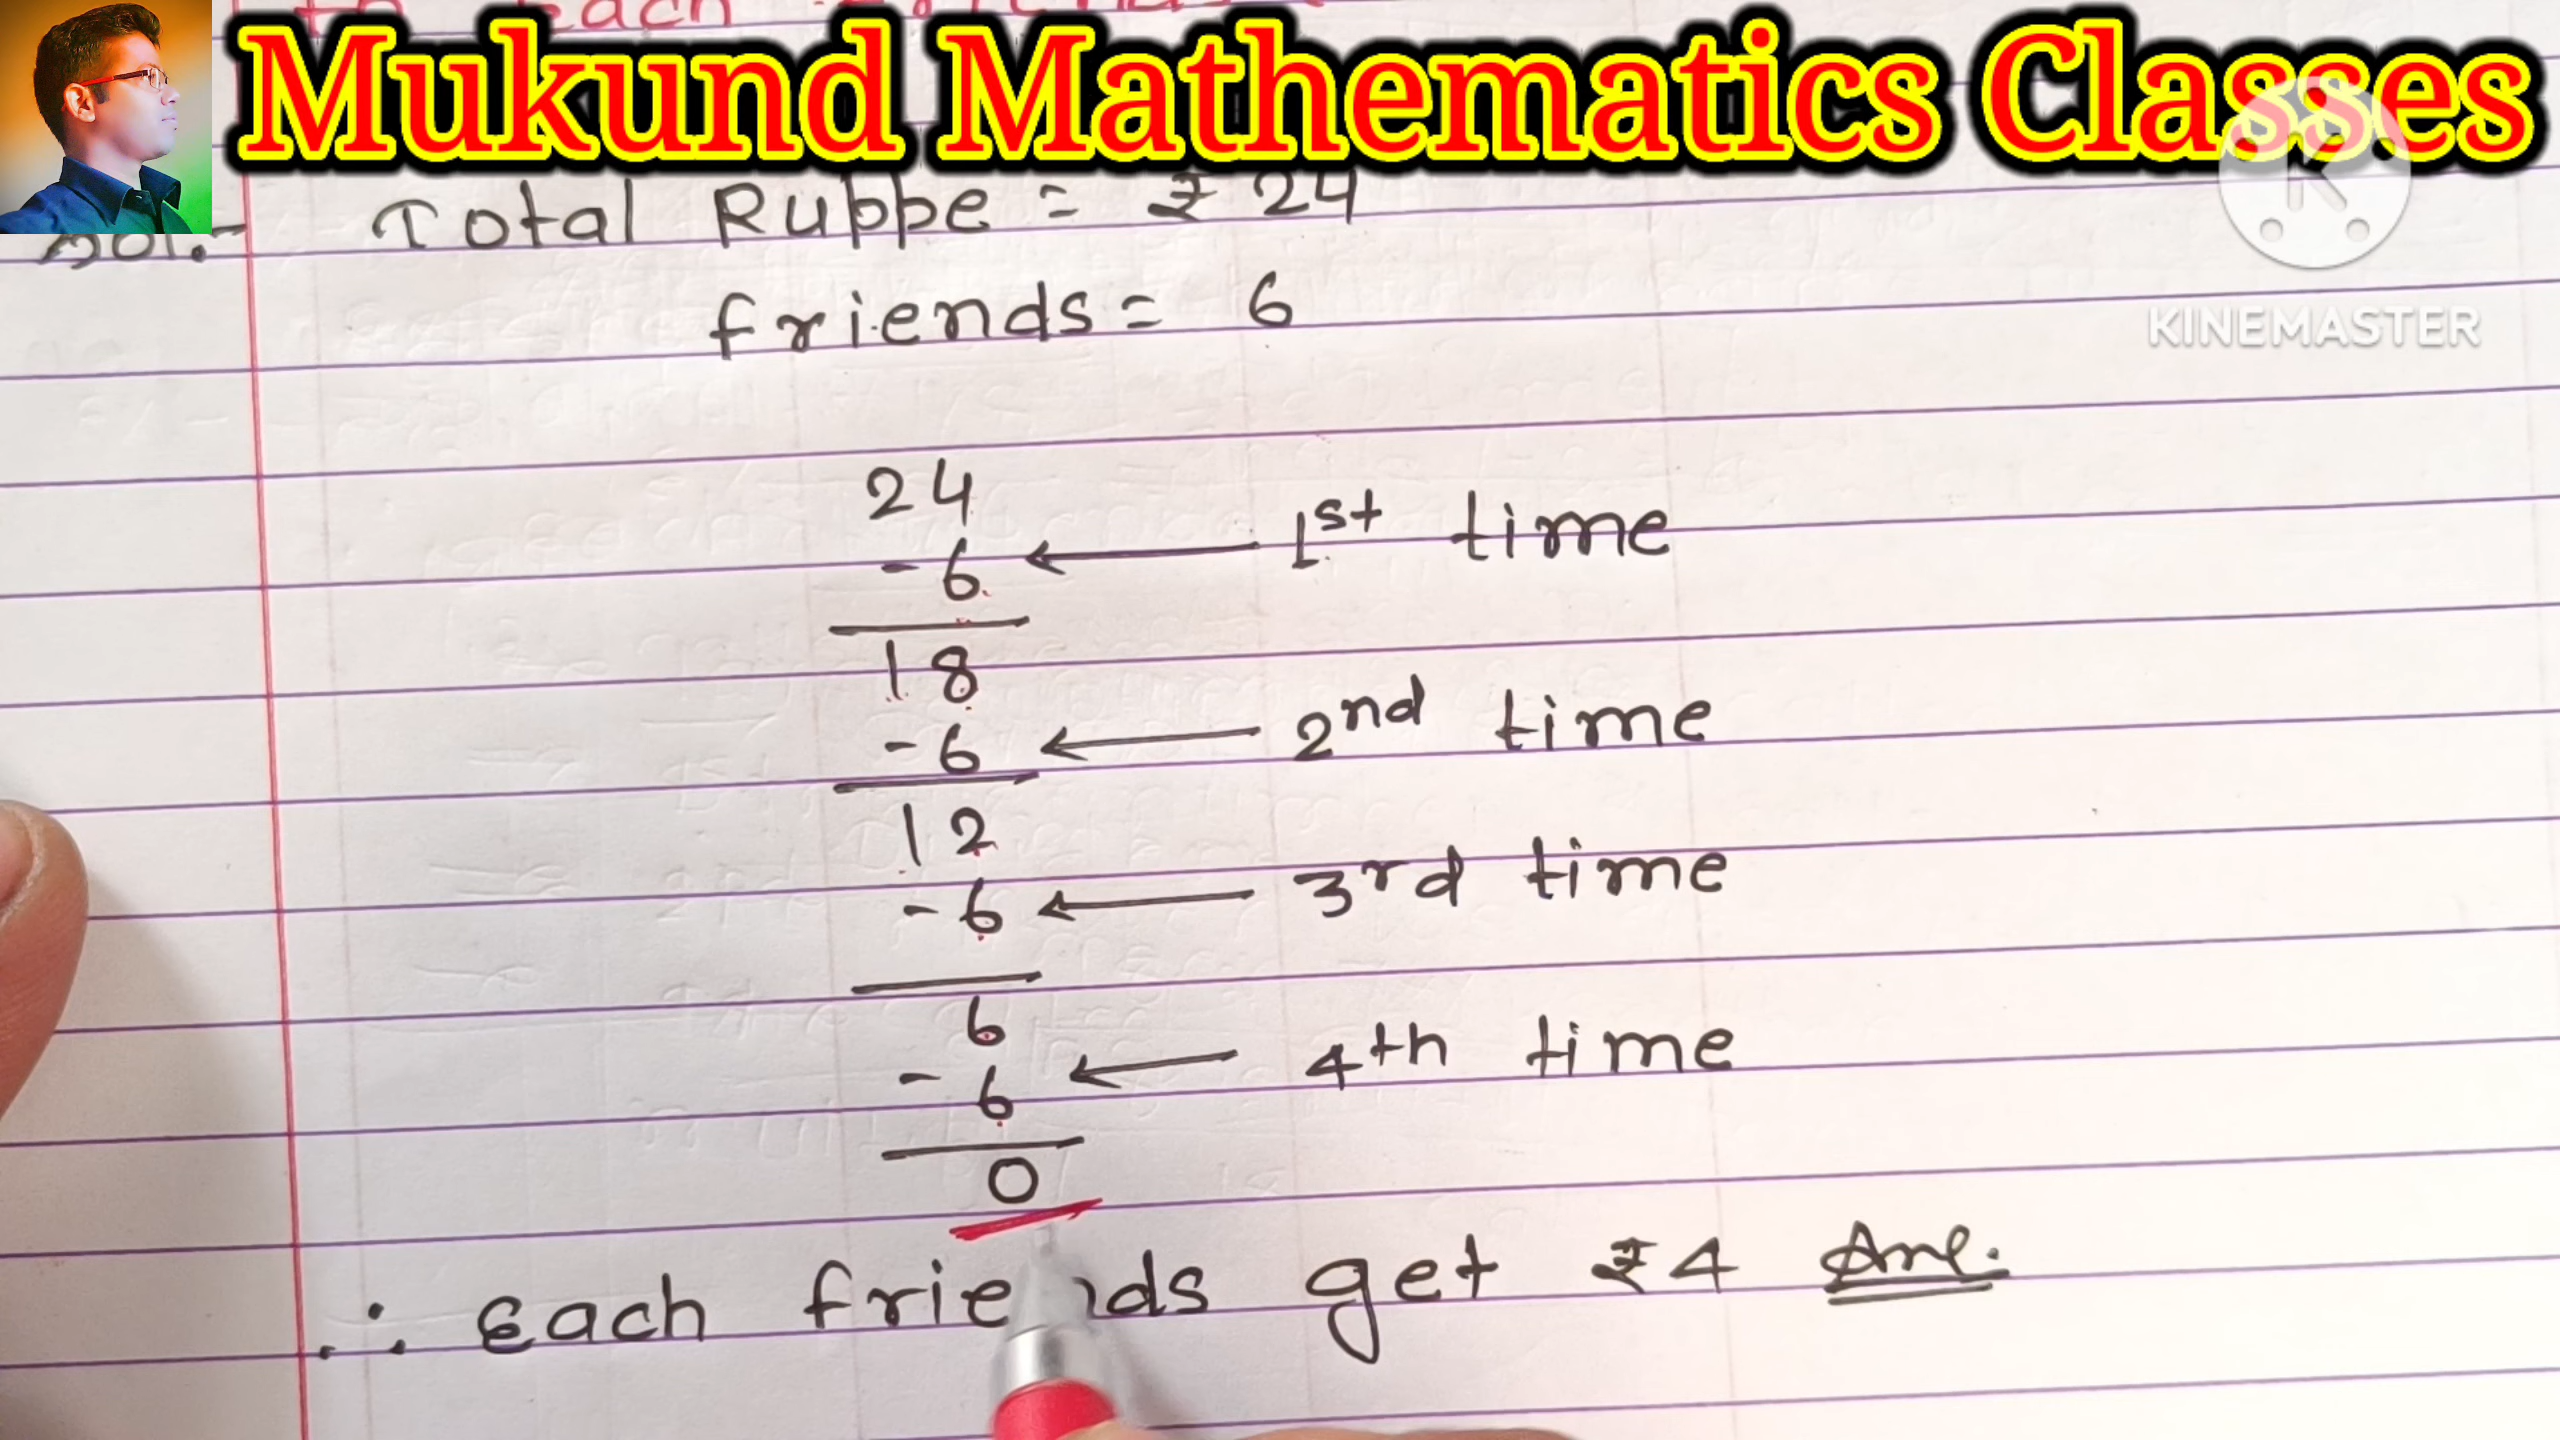 Mukund Mathematics Classes
Sol.- Total Ruppe = ₹ 24
friends = 6
24
- 6 ← 1st time
18
- 6 ← 2nd time
12
- 6 ← 3rd time
6
- 6 ← 4th time
0
∴ Each friends get ₹4 Ans.
KINEMASTER